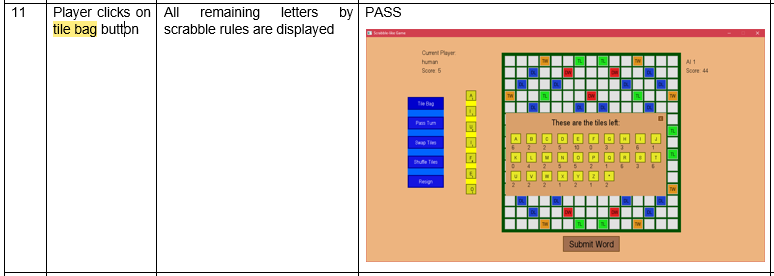 11
Player clicks on
tile bag button
All remaining letters by
scrabble rules are displayed
PASS
Scrabble-like Game
Current Player:
human
Score: 5
AI 1
Score: 44
Tile Bag
Pass Turn
Swap Tiles
Shuffle Tiles
Resign
These are the tiles left:
A B C D E F G H I J
6 2 2 5 10 0 3 3 6 1
K L M N O P Q R S T
0 4 2 5 5 2 1 6 3 6
U V W X Y Z *
2 2 2 1 2 1 2
Submit Word